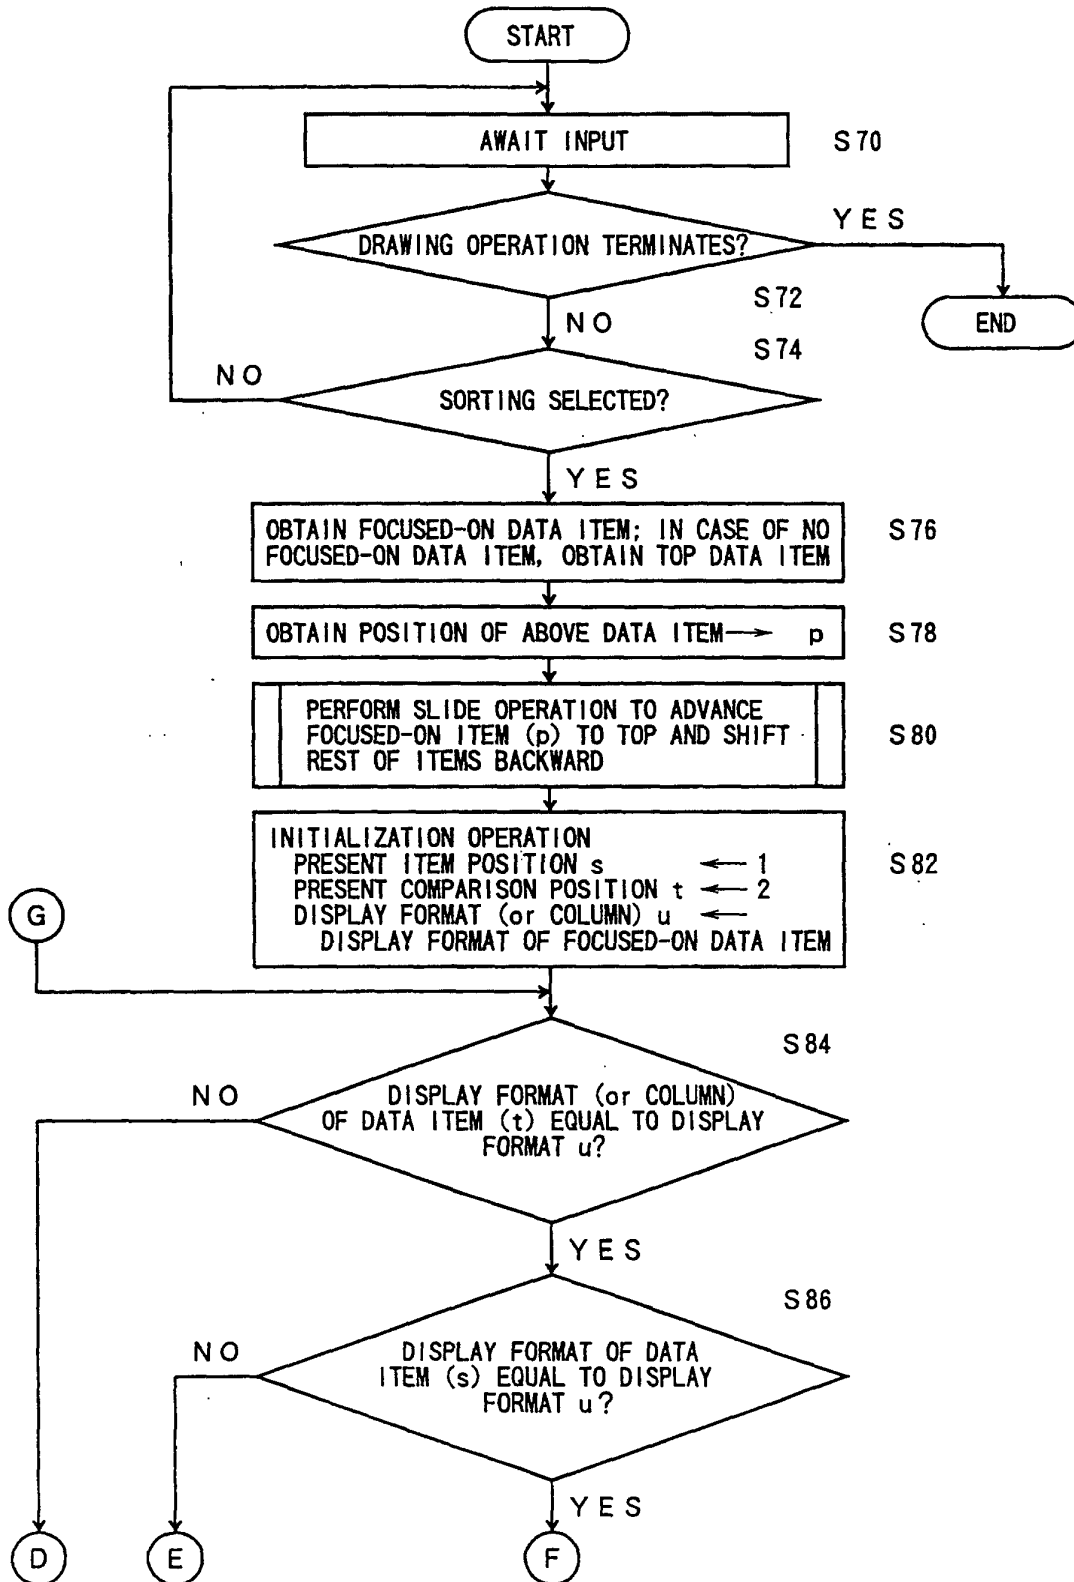 START
AWAIT INPUT
S70
DRAWING OPERATION TERMINATES?
YES
S72
END
NO
S74
NO
SORTING SELECTED?
YES
OBTAIN FOCUSED-ON DATA ITEM; IN CASE OF NO
FOCUSED-ON DATA ITEM, OBTAIN TOP DATA ITEM
S76
OBTAIN POSITION OF ABOVE DATA ITEM → p
S78
PERFORM SLIDE OPERATION TO ADVANCE
FOCUSED-ON ITEM (p) TO TOP AND SHIFT
REST OF ITEMS BACKWARD
S80
INITIALIZATION OPERATION
PRESENT ITEM POSITION s ← 1
PRESENT COMPARISON POSITION t ← 2
DISPLAY FORMAT (or COLUMN) u ←
DISPLAY FORMAT OF FOCUSED-ON DATA ITEM
S82
G
S84
NO
DISPLAY FORMAT (or COLUMN)
OF DATA ITEM (t) EQUAL TO DISPLAY
FORMAT u?
YES
S86
NO
DISPLAY FORMAT OF DATA
ITEM (s) EQUAL TO DISPLAY
FORMAT u?
YES
D
E
F